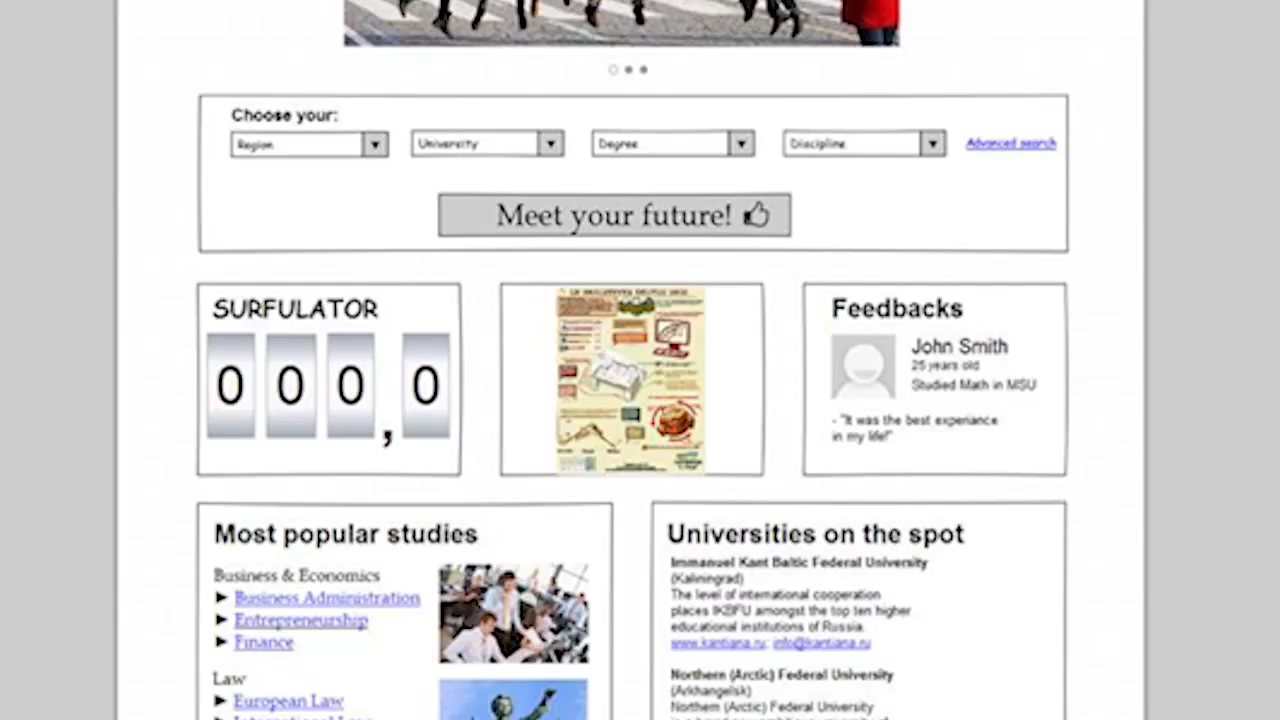 Choose your:
Region
University
Degree
Discipline
Advanced search
Meet your future!
SURFULATOR
0 0 0 , 0
Feedbacks
John Smith
25 years old
Studied Math in MSU
- "It was the best experiance
in my life!"
Most popular studies
Business & Economics
► Business Administration
► Entrepreneurship
► Finance
Law
► European Law
Universities on the spot
Immanuel Kant Baltic Federal University
(Kaliningrad)
The level of international cooperation
places IKBFU amongst the top ten higher
educational institutions of Russia.
www.kantiana.ru; info@kantiana.ru
Northern (Arctic) Federal University
(Arkhangelsk)
Northern (Arctic) Federal University